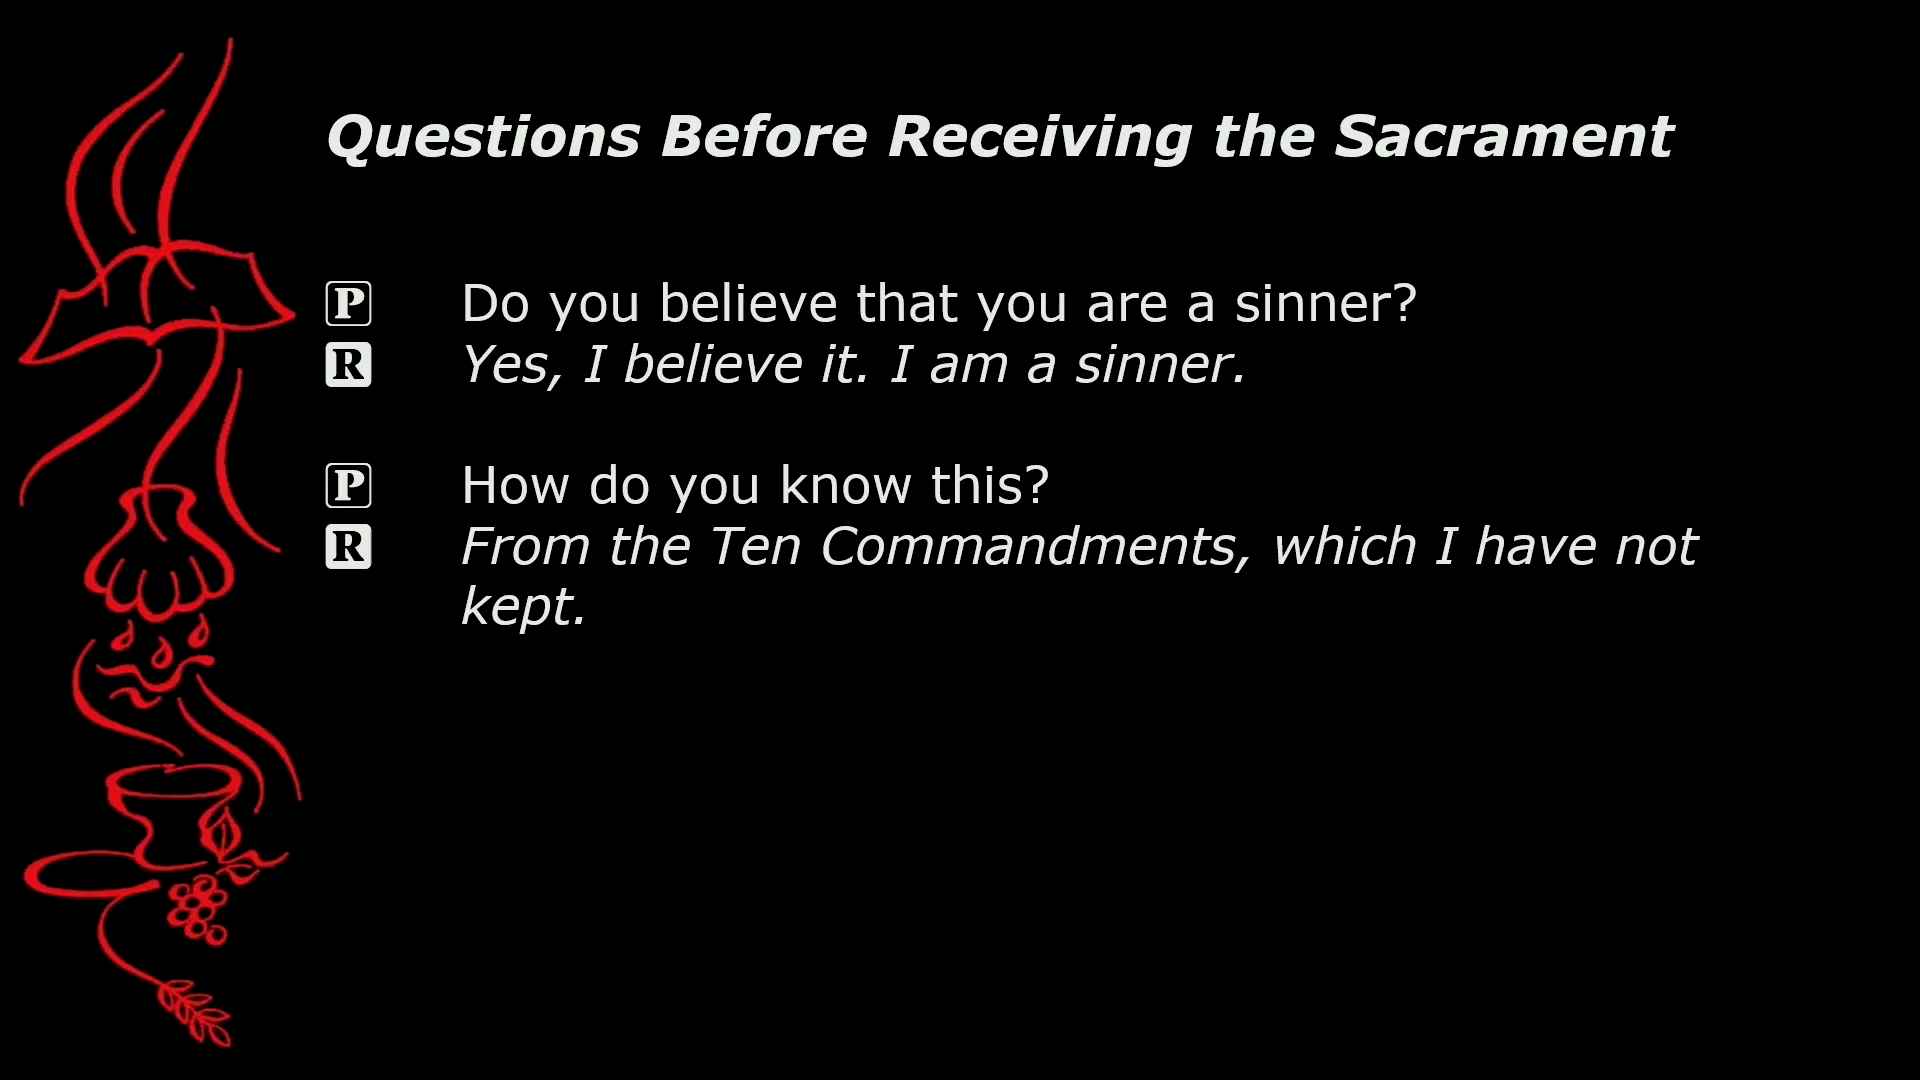 Questions Before Receiving the Sacrament
P Do you believe that you are a sinner?
R Yes, I believe it. I am a sinner.
P How do you know this?
R From the Ten Commandments, which I have not
kept.